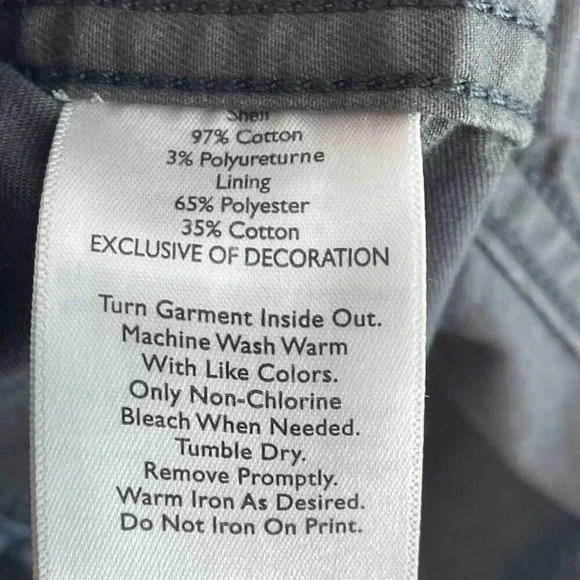 Shell
97% Cotton
3% Polyureturne
Lining
65% Polyester
35% Cotton
EXCLUSIVE OF DECORATION
Turn Garment Inside Out.
Machine Wash Warm
With Like Colors.
Only Non-Chlorine
Bleach When Needed.
Tumble Dry.
Remove Promptly.
Warm Iron As Desired.
Do Not Iron On Print.